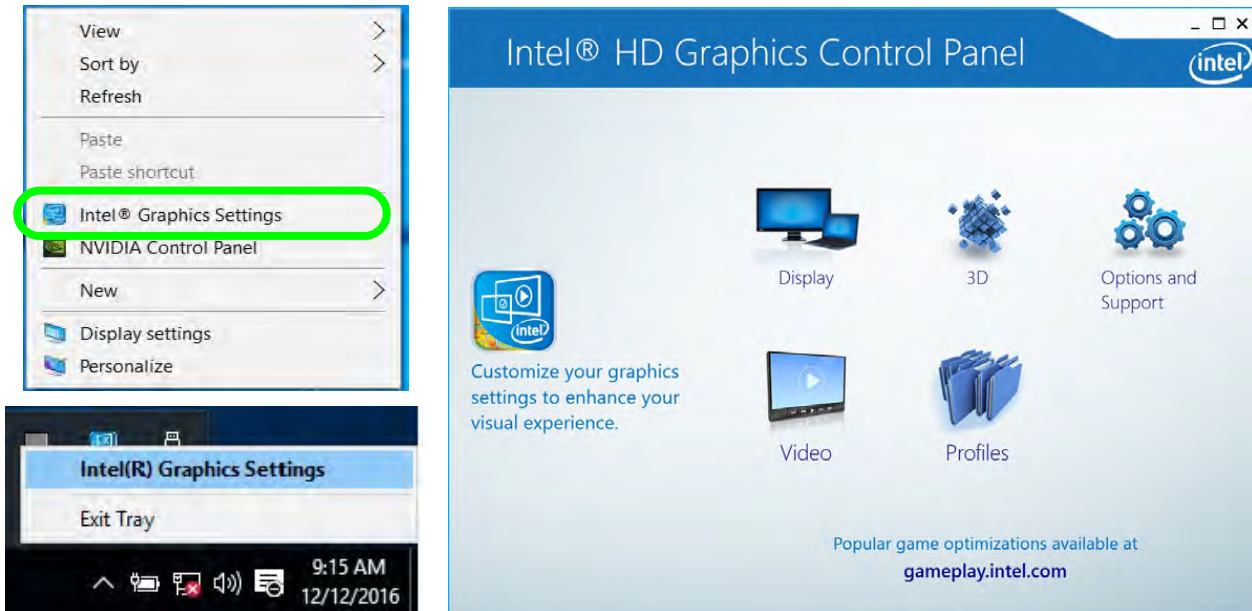 View
Sort by
Refresh
Paste
Paste shortcut
Intel® Graphics Settings
NVIDIA Control Panel
New
Display settings
Personalize
Intel(R) Graphics Settings
Exit Tray
9:15 AM
12/12/2016
Intel® HD Graphics Control Panel
intel
Display
3D
Options and
Support
intel
Customize your graphics
settings to enhance your
visual experience.
Video
Profiles
Popular game optimizations available at
gameplay.intel.com